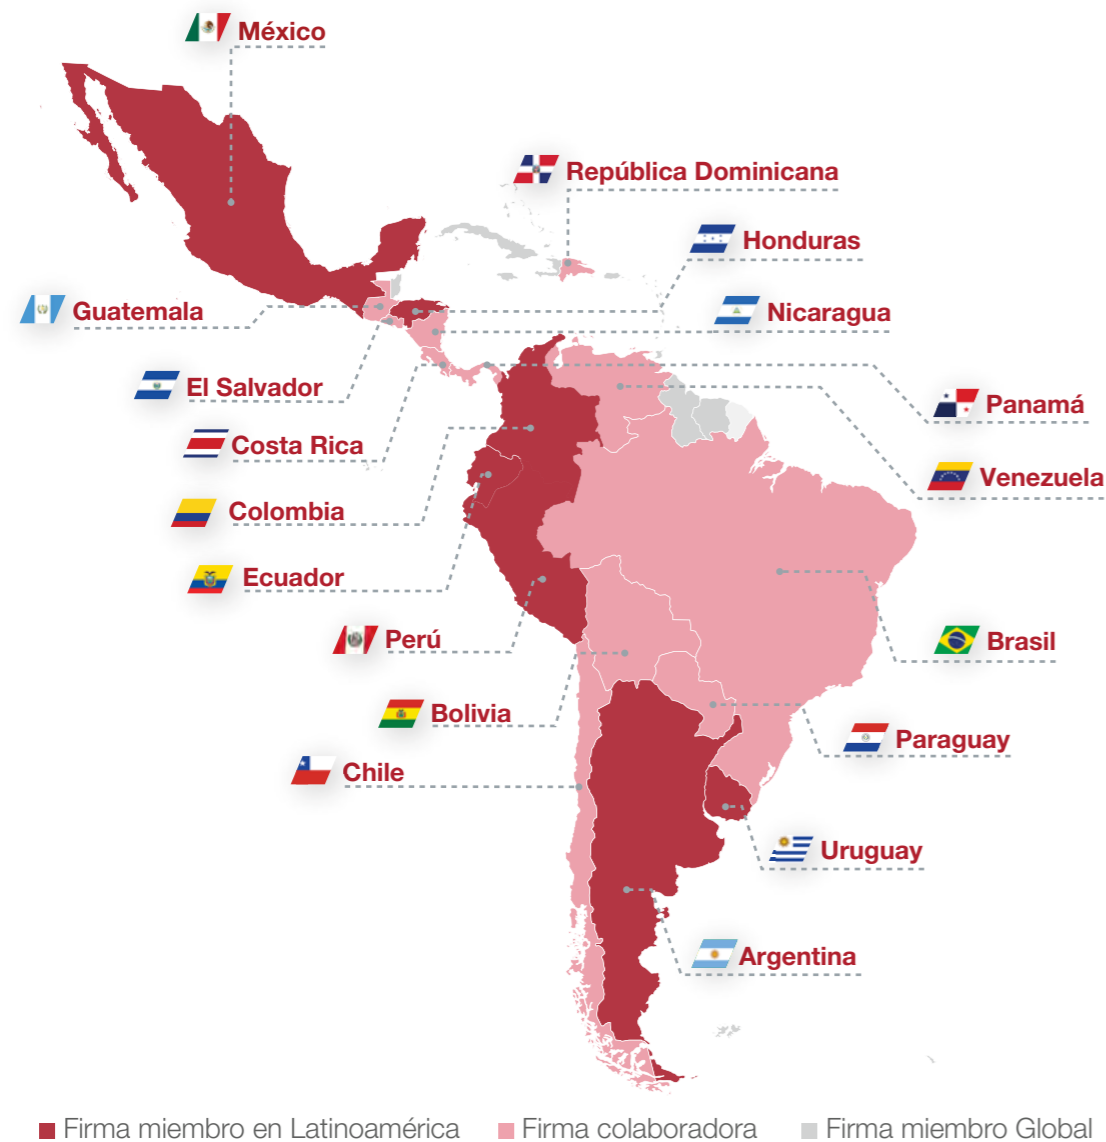 México
República Dominicana
Honduras
Guatemala
Nicaragua
El Salvador
Panamá
Costa Rica
Venezuela
Colombia
Ecuador
Perú
Brasil
Bolivia
Paraguay
Chile
Uruguay
Argentina
Firma miembro en Latinoamérica
Firma colaboradora
Firma miembro Global